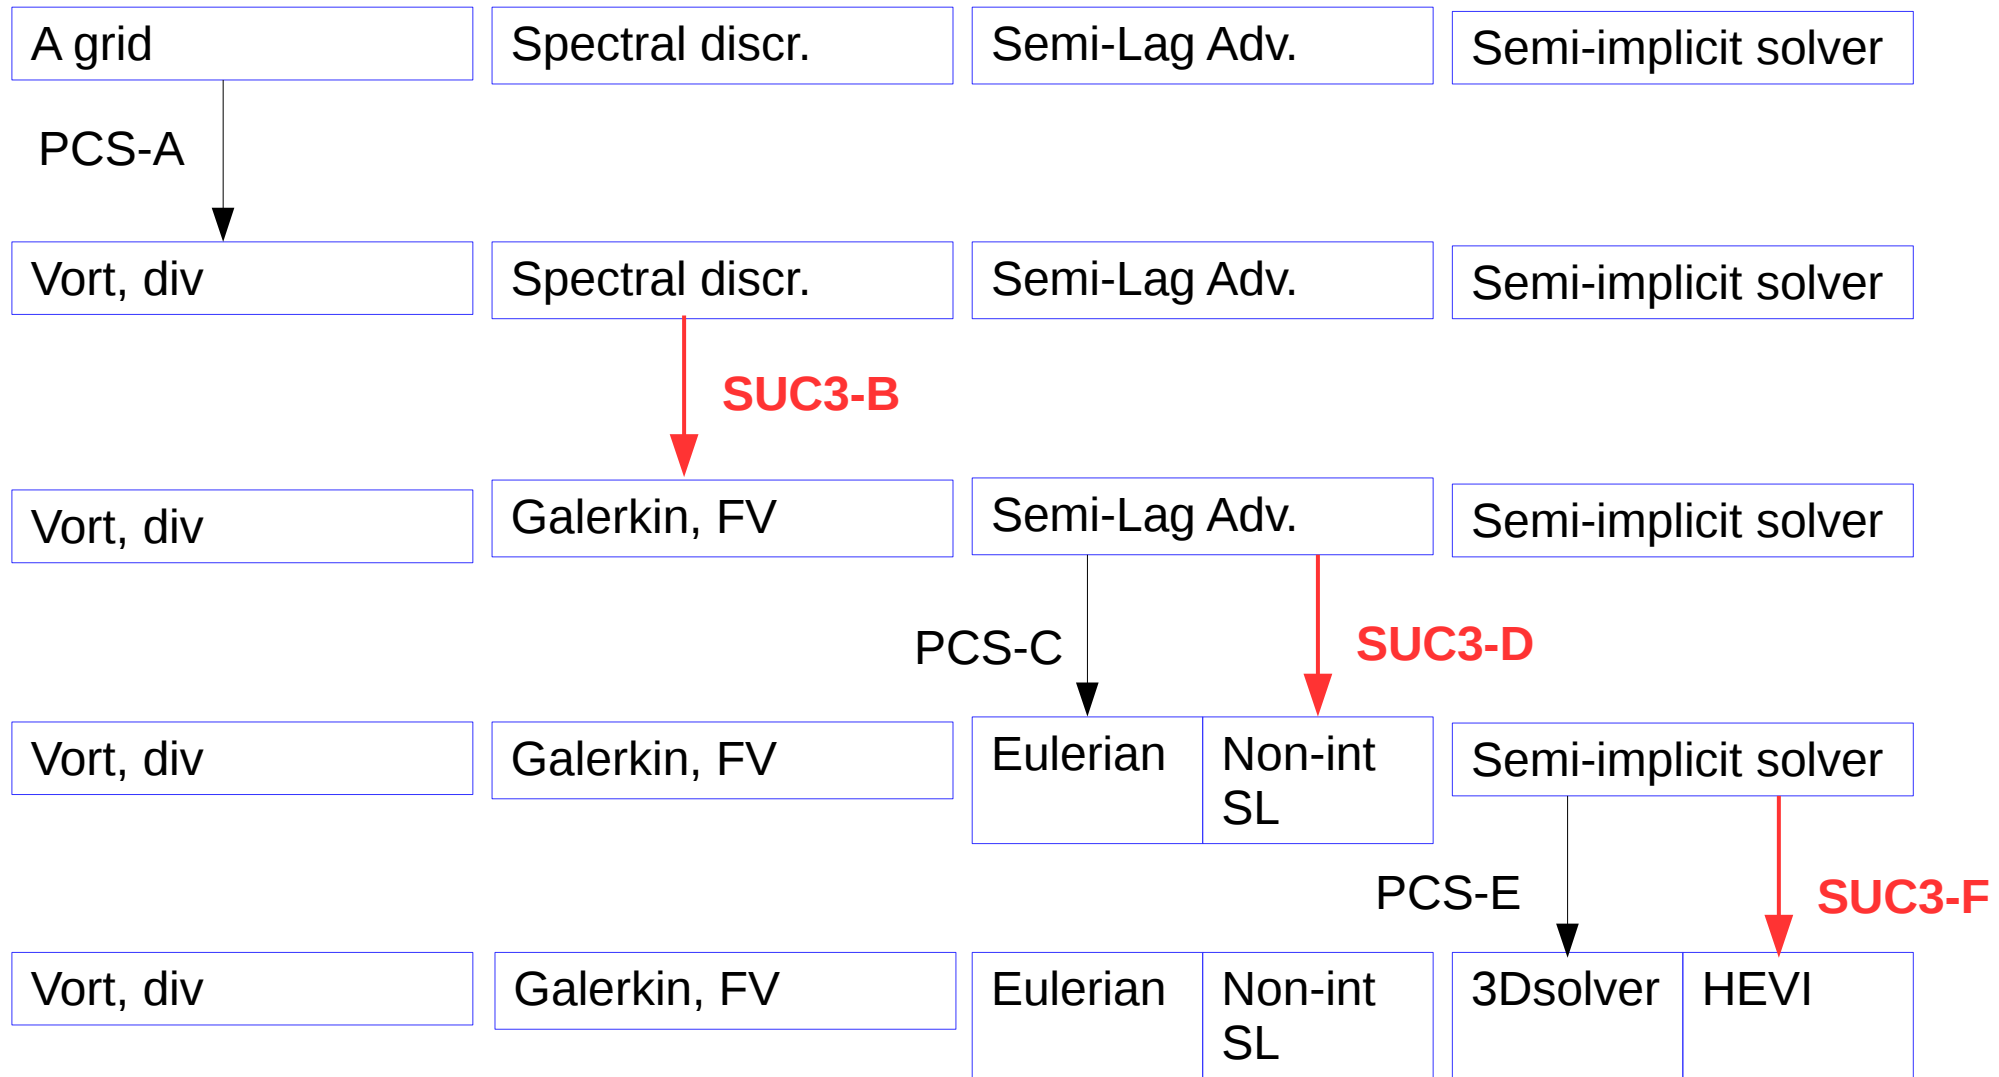 A grid
Spectral discr.
Semi-Lag Adv.
Semi-implicit solver
PCS-A
Vort, div
Spectral discr.
Semi-Lag Adv.
Semi-implicit solver
SUC3-B
Vort, div
Galerkin, FV
Semi-Lag Adv.
Semi-implicit solver
PCS-C
SUC3-D
Vort, div
Galerkin, FV
Eulerian
Non-int
SL
Semi-implicit solver
PCS-E
SUC3-F
Vort, div
Galerkin, FV
Eulerian
Non-int
SL
3Dsolver
HEVI